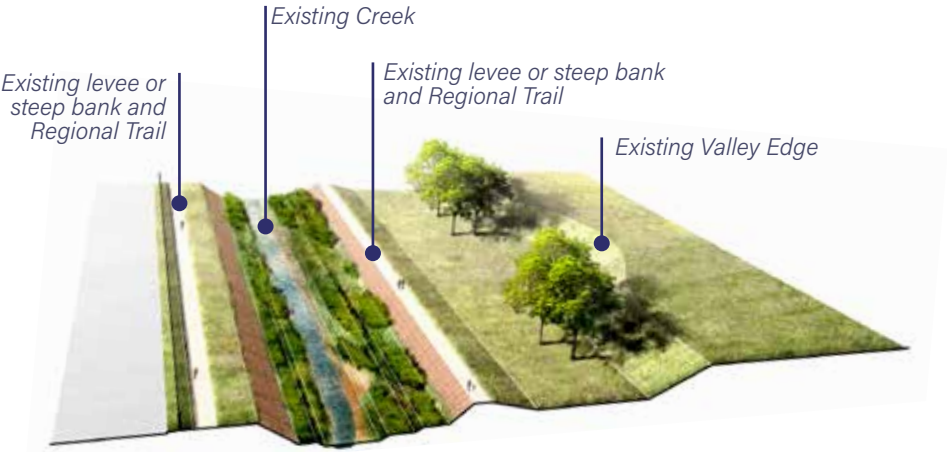 Existing Creek
Existing levee or
steep bank and
Regional Trail
Existing levee or steep bank
and Regional Trail
Existing Valley Edge